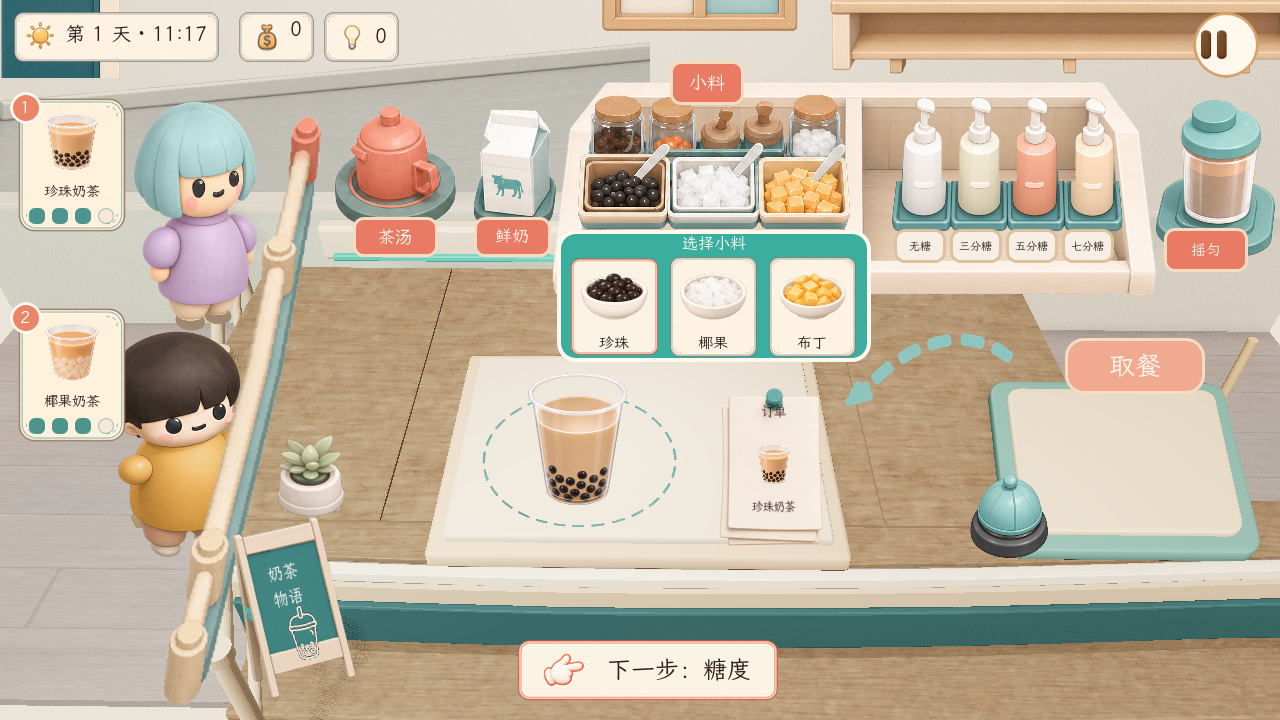 第 1 天·11:17
0
0
小料
1
珍珠奶茶
2
椰果奶茶
茶汤
鲜奶
选择小料
珍珠
椰果
布丁
无糖
三分糖
五分糖
七分糖
摇匀
取餐
订单
珍珠奶茶
奶茶
物语
下一步：糖度